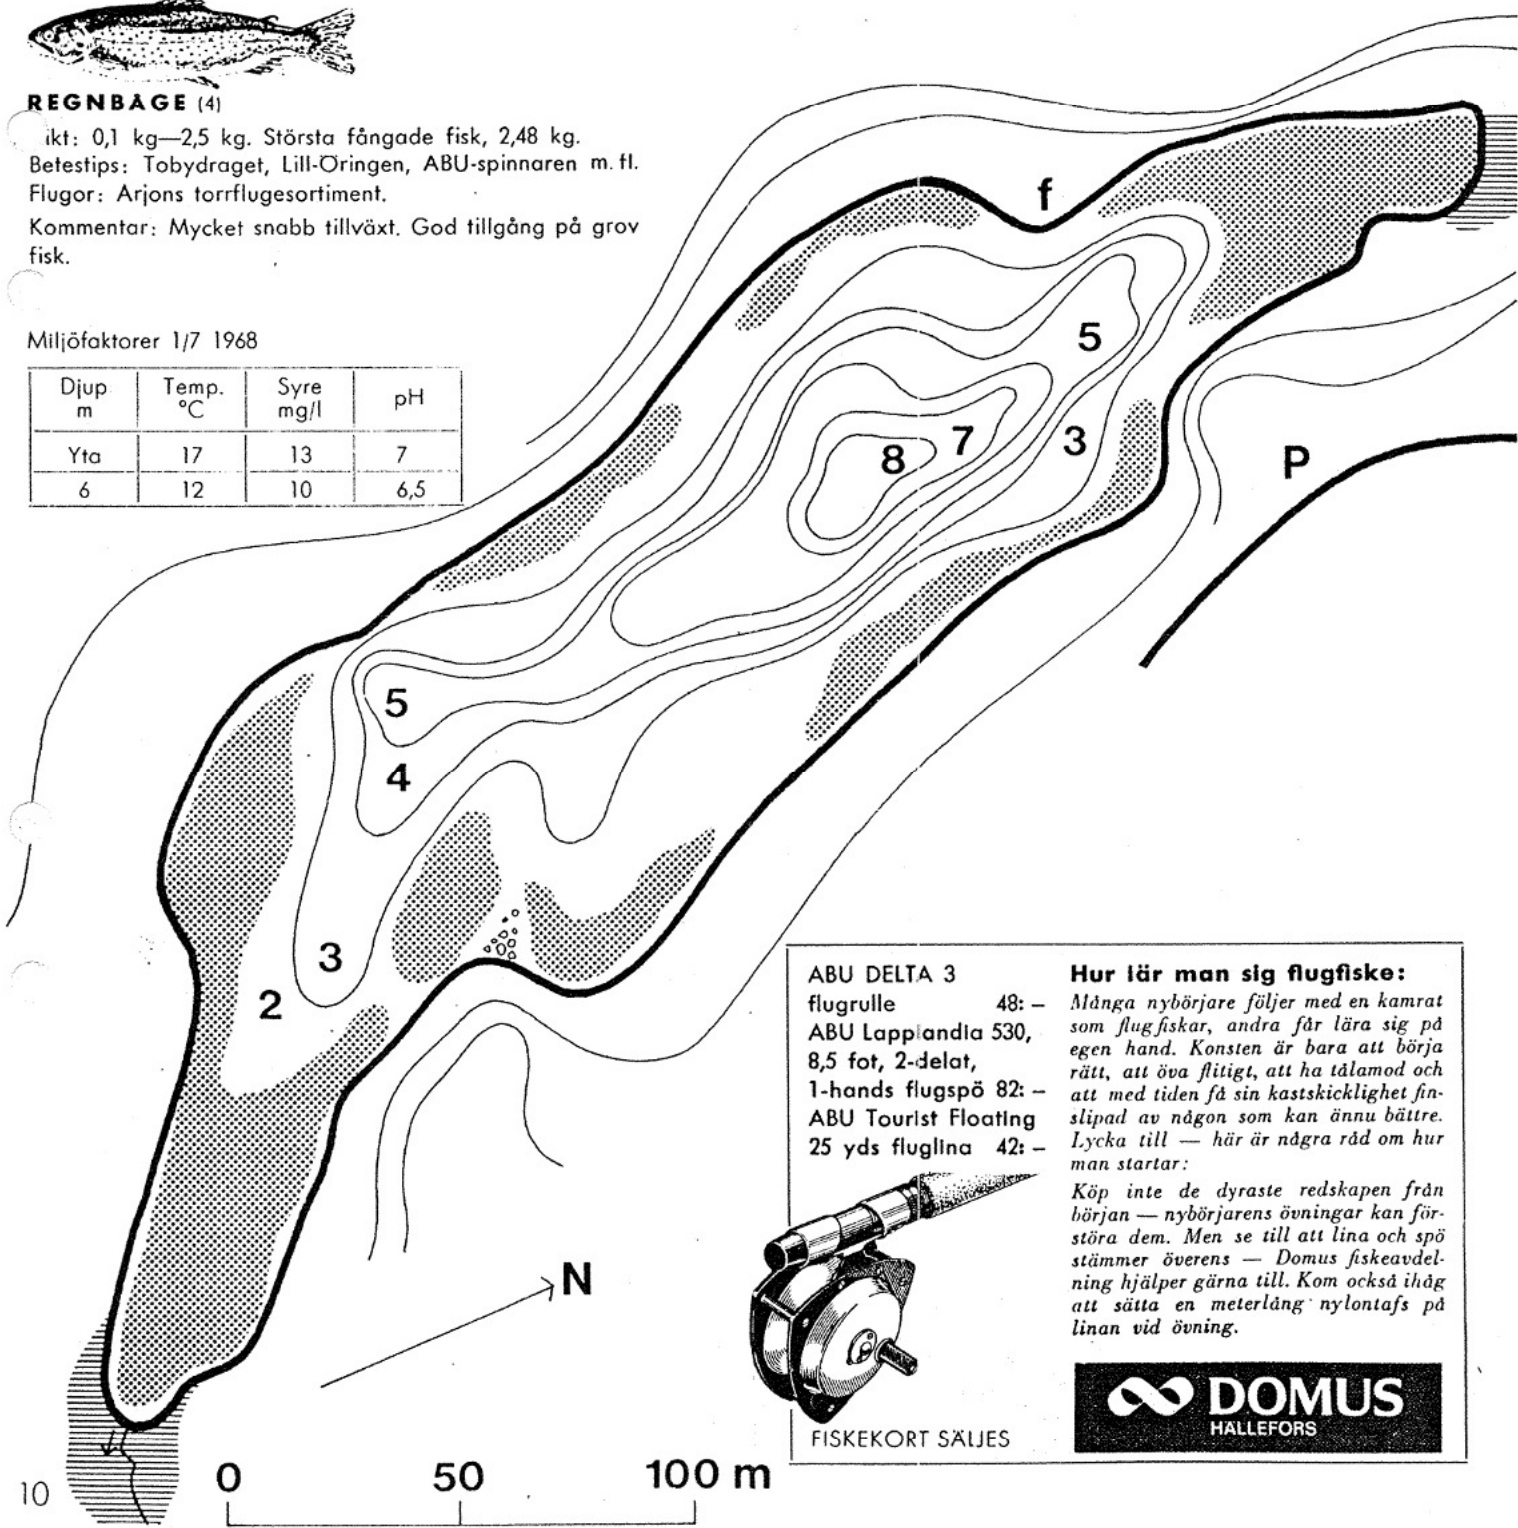 REGNBÅGE (4)
ikt: 0,1 kg—2,5 kg. Största fångade fisk, 2,48 kg.
Betestips: Tobydraget, Lill-Öringen, ABU-spinnaren m. fl.
Flugor: Arjons torrflugesortiment.
Kommentar: Mycket snabb tillväxt. God tillgång på grov
fisk.
Miljöfaktorer 1/7 1968
Djup m Temp. °C Syre mg/l pH
Yta 17 13 7
6 12 10 6,5
f
5
P
7
3
8
5
4
3
2
N
ABU DELTA 3
flugrulle 48: –
ABU Lapplandia 530,
8,5 fot, 2-delat,
1-hands flugspö 82: –
ABU Tourist Floating
25 yds fluglina 42: –
FISKEKORT SÄLJES
Hur lär man sig flugfiske:
Många nybörjare följer med en kamrat
som flugfiskar, andra får lära sig på
egen hand. Konsten är bara att börja
rätt, att öva flitigt, att ha tålamod och
att med tiden få sin kastskicklighet fin-
slipad av någon som kan ännu bättre.
Lycka till — här är några råd om hur
man startar:
Köp inte de dyraste redskapen från
början — nybörjarens övningar kan för-
störa dem. Men se till att lina och spö
stämmer överens — Domus fiskeavdel-
ning hjälper gärna till. Kom också ihåg
att sätta en meterlång nylontafs på
linan vid övning.
DOMUS
HÄLLEFORS
0 50 100 m
10